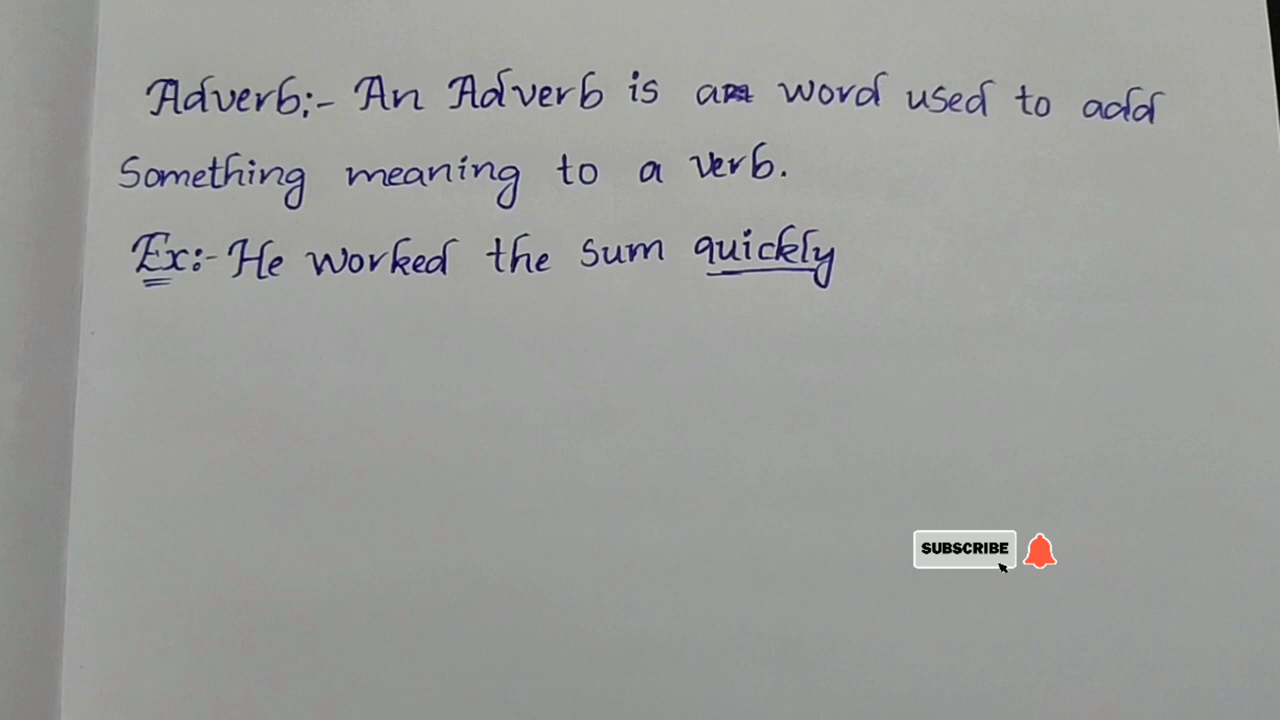 Adverb:- An Adverb is a word used to add
Something meaning to a verb.
Ex:- He worked the sum quickly
SUBSCRIBE